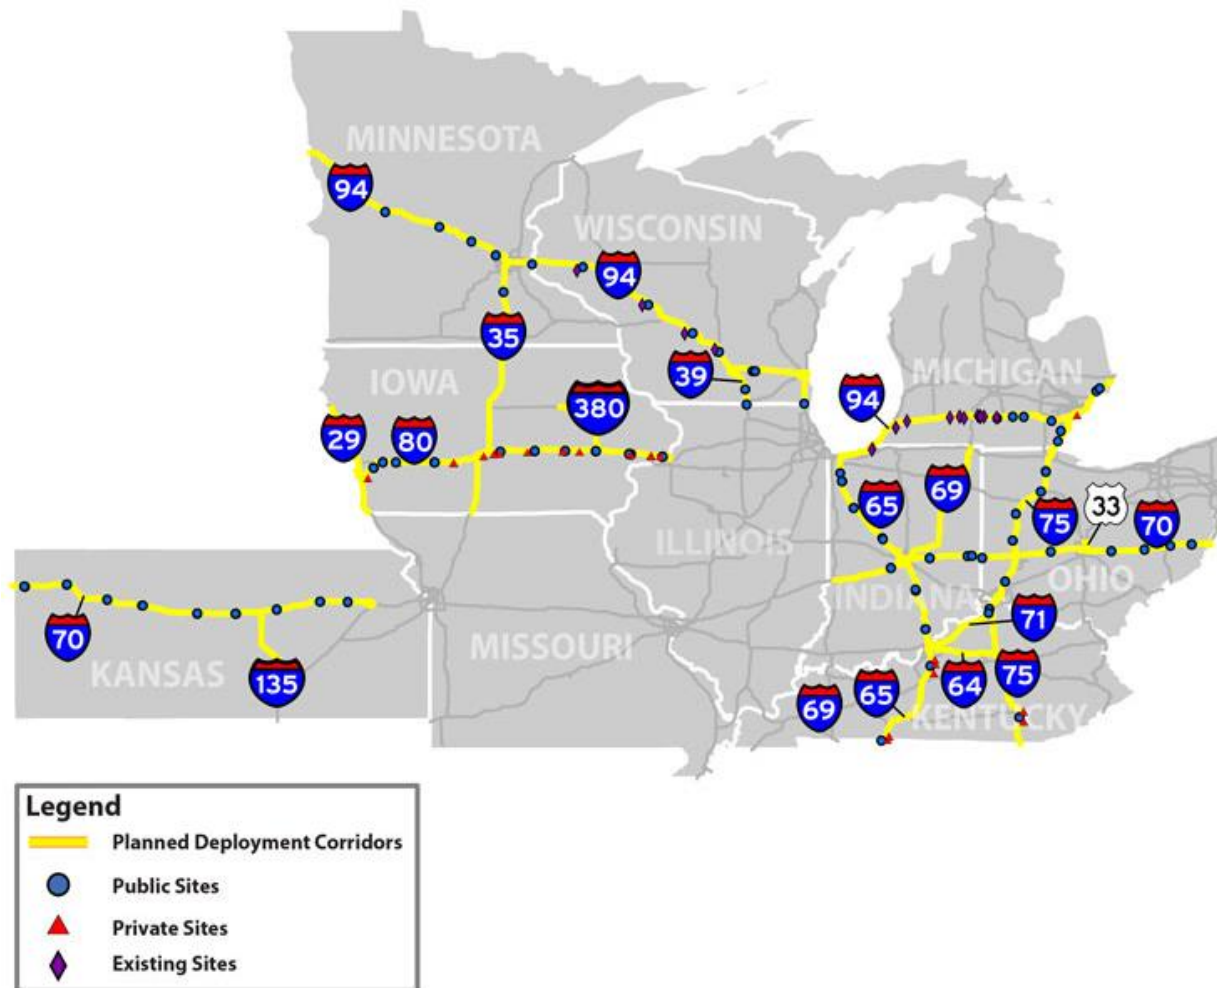 MINNESOTA
94
WISCONSIN
94
35
IOWA
39
MICHIGAN
380
94
29
80
69
65
33
75
70
ILLINOIS
OHIO
INDIANA
71
70
MISSOURI
KANSAS
135
64
75
65
69
KENTUCKY
Legend
Planned Deployment Corridors
Public Sites
Private Sites
Existing Sites